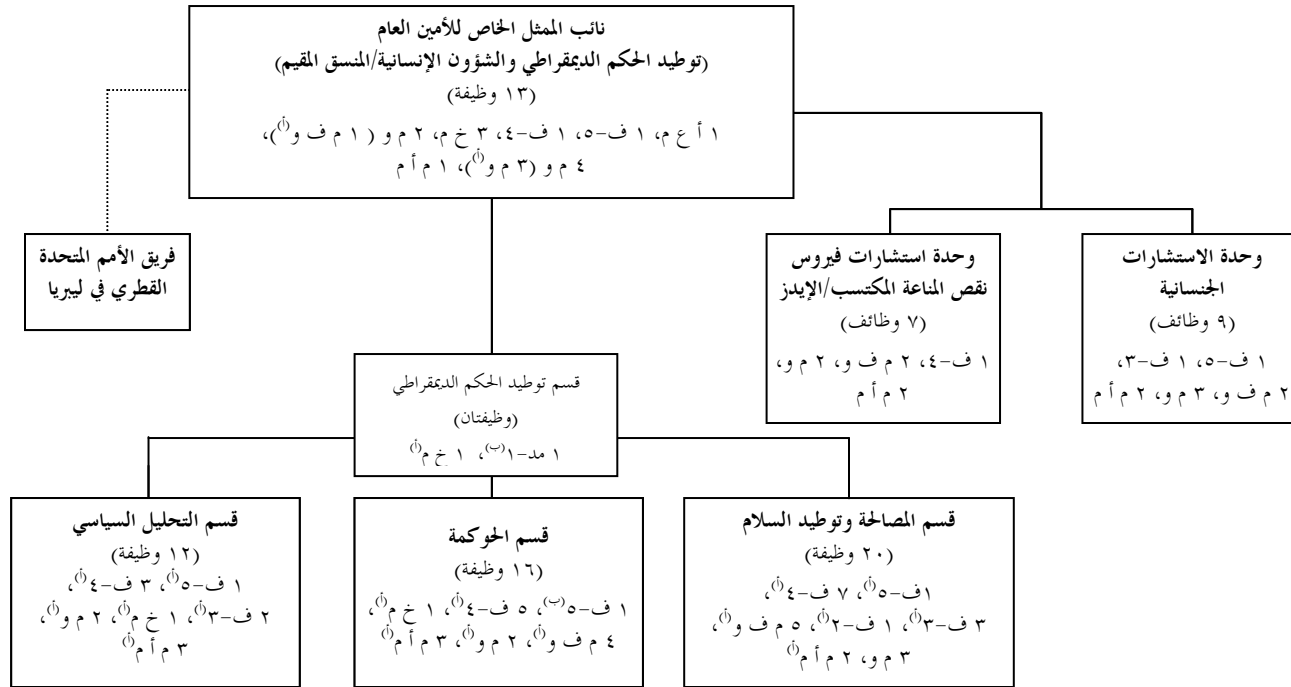 نائب الممثل الخاص للأمين العام
(توطيد الحكم الديمقراطي والشؤون الإنسانية/المنسق المقيم)
(١٣ وظيفة)
١ أ ع م، ١ ف-٥، ١ ف-٤، ٣ خ م، ٢ م و ( ١ م ف و(أ))،
٤ م و (٣ م و(أ))، ١ م أ م
فريق الأمم المتحدة
القطري في ليبريا
وحدة استشارات فيروس
نقص المناعة المكتسب/الإيدز
(٧ وظائف)
١ ف-٤، ٢ م ف و، ٢ م و،
٢ م أ م
وحدة الاستشارات
الجنسانية
(٩ وظائف)
١ ف-٥، ١ ف-٣،
٢ م ف و، ٣ م و، ٢ م أ م
قسم توطيد الحكم الديمقراطي
(وظيفتان)
١ مد-١(ب)، ١ خ م(أ)
قسم التحليل السياسي
(١٢ وظيفة)
١ ف-٥(أ)، ٣ ف-٤(أ)،
٢ ف-٣(أ)، ١ خ م(أ)، ٢ م و(أ)،
٣ م أ م(أ)
قسم الحوكمة
(١٦ وظيفة)
١ ف-٥(ب)، ٥ ف-٤(أ)، ١ خ م(أ)،
٤ م ف و(أ)، ٢ م و(أ)، ٣ م أ م(أ)
قسم المصالحة وتوطيد السلام
(٢٠ وظيفة)
١ف-٥(أ)، ٧ ف-٤(أ)،
٣ ف-٣(أ)، ١ ف-٢(أ)، ٥ م ف و(أ)،
٣ م و، ٢ م أ م(أ)